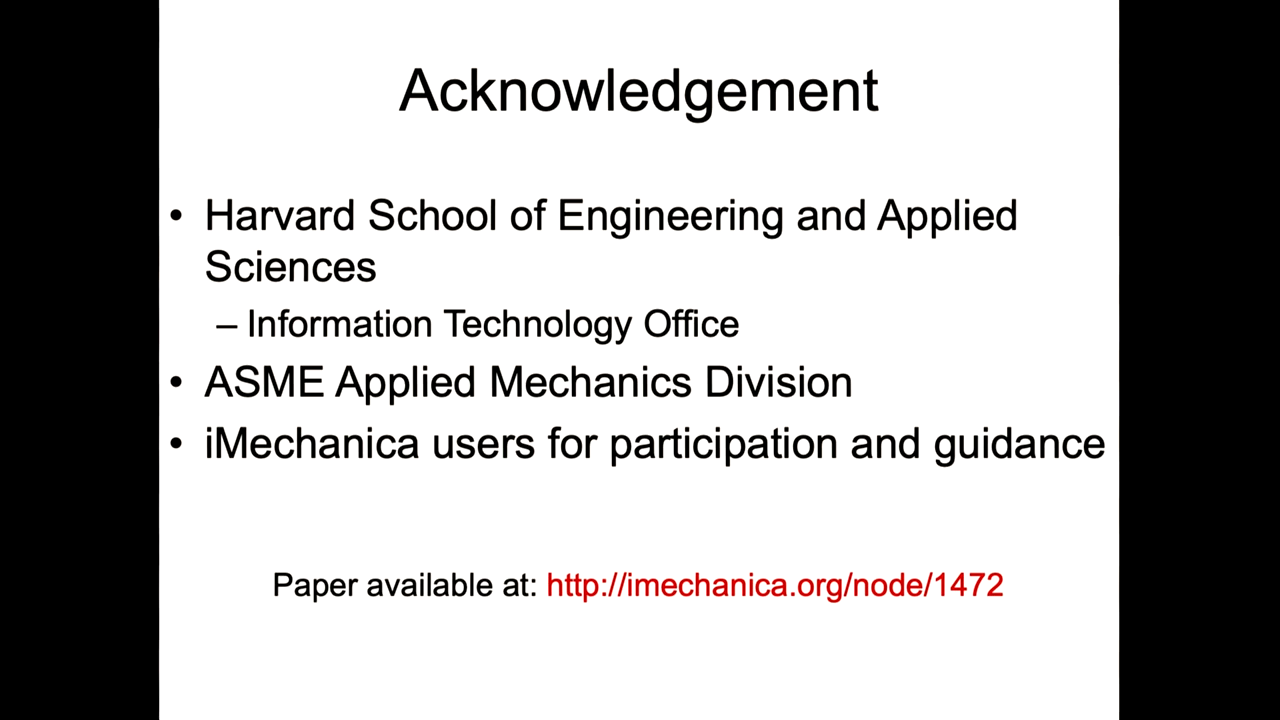 Acknowledgement
• Harvard School of Engineering and Applied
Sciences
– Information Technology Office
• ASME Applied Mechanics Division
• iMechanica users for participation and guidance
Paper available at: http://imechanica.org/node/1472